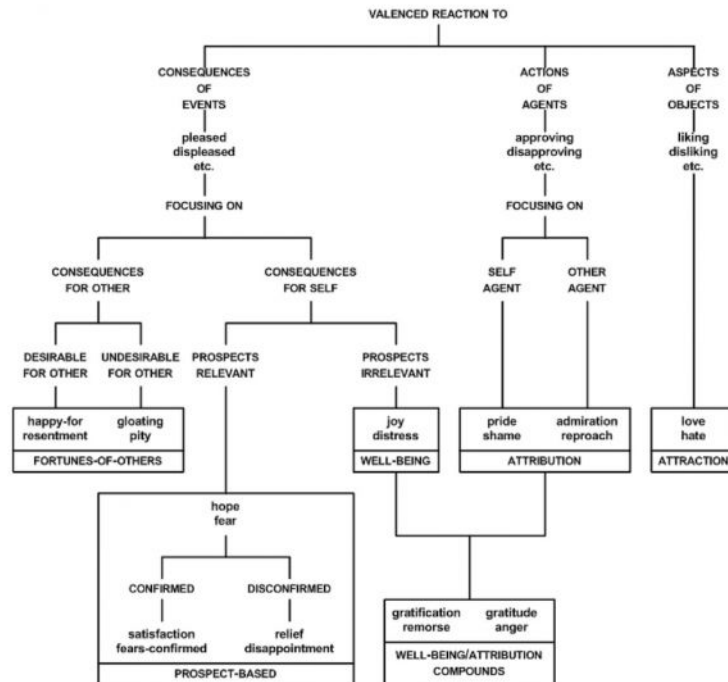 VALENCED REACTION TO
CONSEQUENCES
OF
EVENTS
pleased
displeased
etc.
FOCUSING ON
ACTIONS
OF
AGENTS
approving
disapproving
etc.
FOCUSING ON
ASPECTS
OF
OBJECTS
liking
disliking
etc.
CONSEQUENCES
FOR OTHER
CONSEQUENCES
FOR SELF
SELF
AGENT
OTHER
AGENT
DESIRABLE
FOR OTHER
UNDESIRABLE
FOR OTHER
PROSPECTS
RELEVANT
PROSPECTS
IRRELEVANT
happy-for
resentment
gloating
pity
FORTUNES-OF-OTHERS
joy
distress
WELL-BEING
pride
shame
admiration
reproach
ATTRIBUTION
love
hate
ATTRACTION
hope
fear
CONFIRMED
DISCONFIRMED
satisfaction
fears-confirmed
relief
disappointment
PROSPECT-BASED
gratification
remorse
gratitude
anger
WELL-BEING/ATTRIBUTION
COMPOUNDS